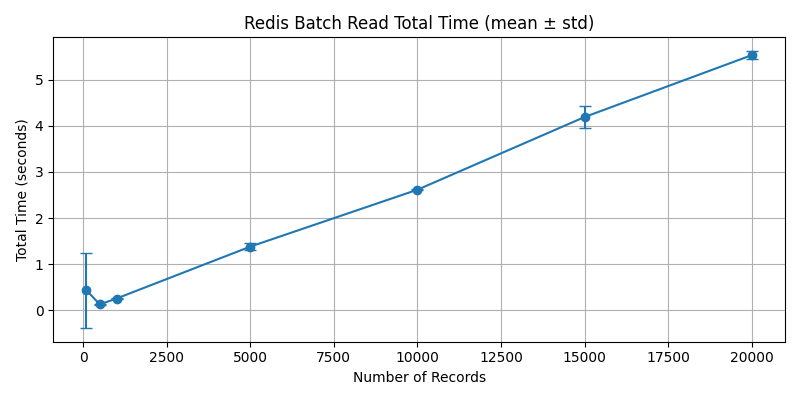 Redis Batch Read Total Time (mean ± std)
Total Time (seconds)
5
4
3
2
1
0
0 2500 5000 7500 10000 12500 15000 17500 20000
Number of Records